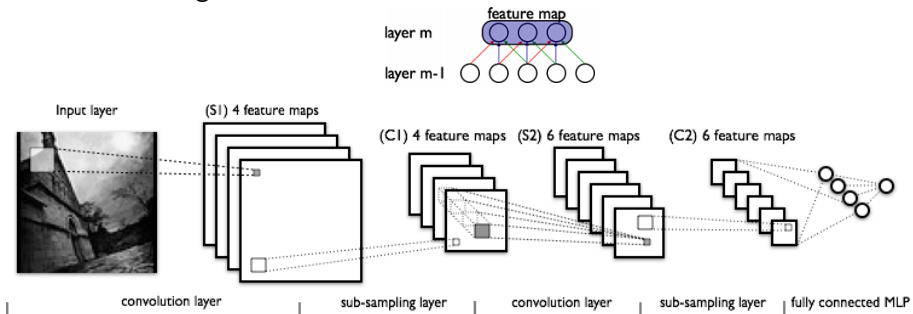 feature map
layer m
layer m-1
Input layer
(S1) 4 feature maps
(C1) 4 feature maps
(S2) 6 feature maps
(C2) 6 feature maps
convolution layer
sub-sampling layer
convolution layer
sub-sampling layer
fully connected MLP